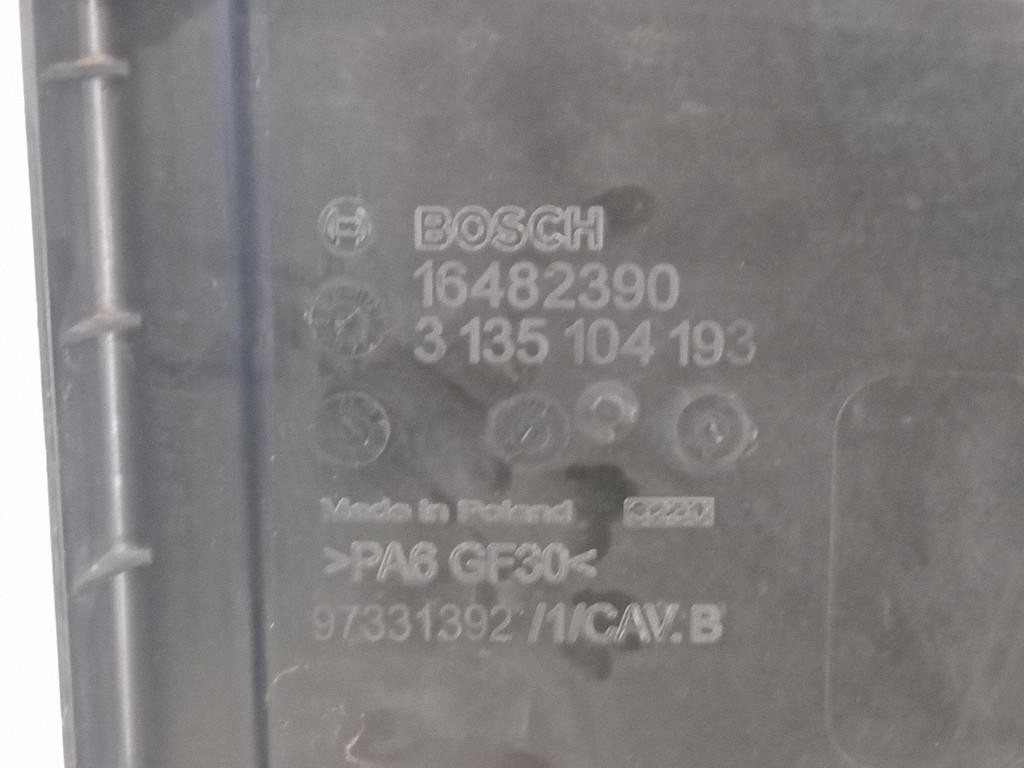 BOSCH
16482390
3 135 104 193
Made in Poland
>PA6 GF30<
97331392 /1/CAV. B